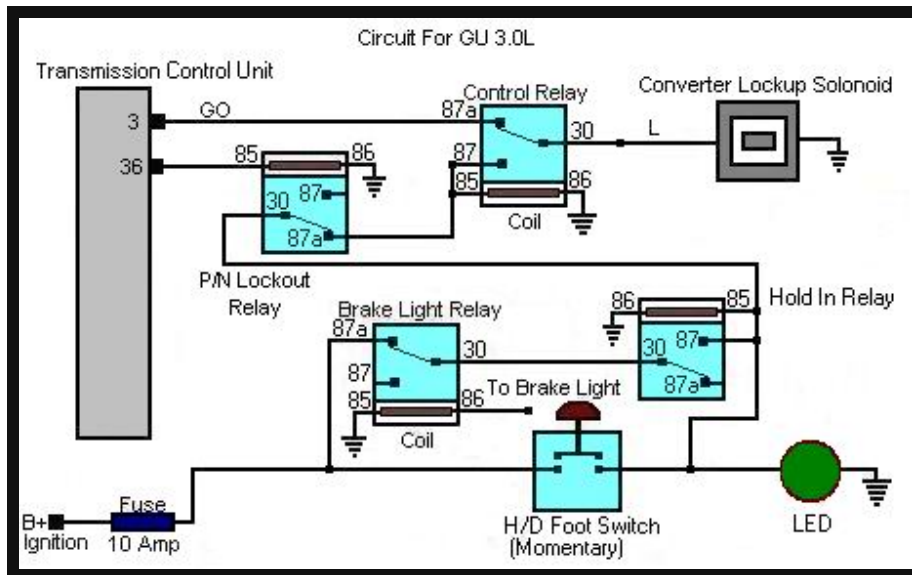 Circuit For GU 3.0L
Transmission Control Unit
Control Relay
Converter Lockup Solonoid
3
GO
87a
30
L
36
85
86
87
85
86
Coil
87
30
87a
P/N Lockout
Relay
Brake Light Relay
87a
30
87
85
86
Coil
To Brake Light
86
85
Hold In Relay
87
30
87a
B+
Ignition
Fuse
10 Amp
H/D Foot Switch
(Momentary)
LED